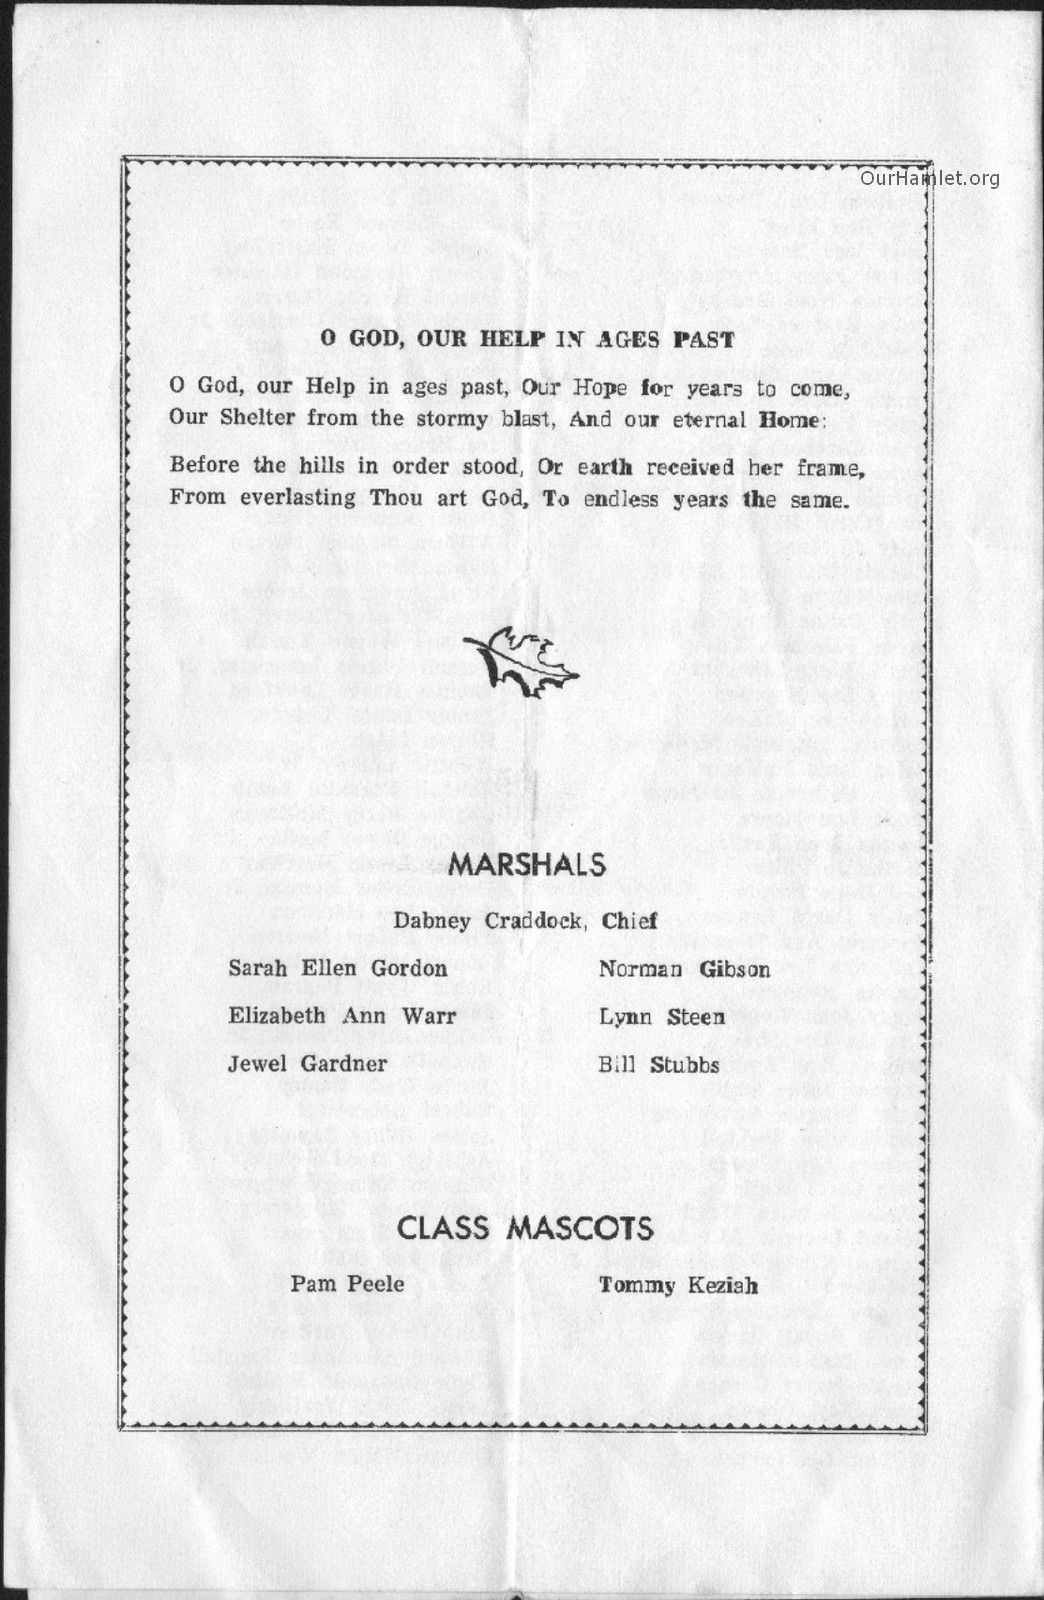 OurHamlet.org
O GOD, OUR HELP IN AGES PAST
O God, our Help in ages past, Our Hope for years to come,
Our Shelter from the stormy blast, And our eternal Home:
Before the hills in order stood, Or earth received her frame,
From everlasting Thou art God, To endless years the same.
MARSHALS
Dabney Craddock, Chief
Sarah Ellen Gordon Norman Gibson
Elizabeth Ann Warr Lynn Steen
Jewel Gardner Bill Stubbs
CLASS MASCOTS
Pam Peele Tommy Keziah